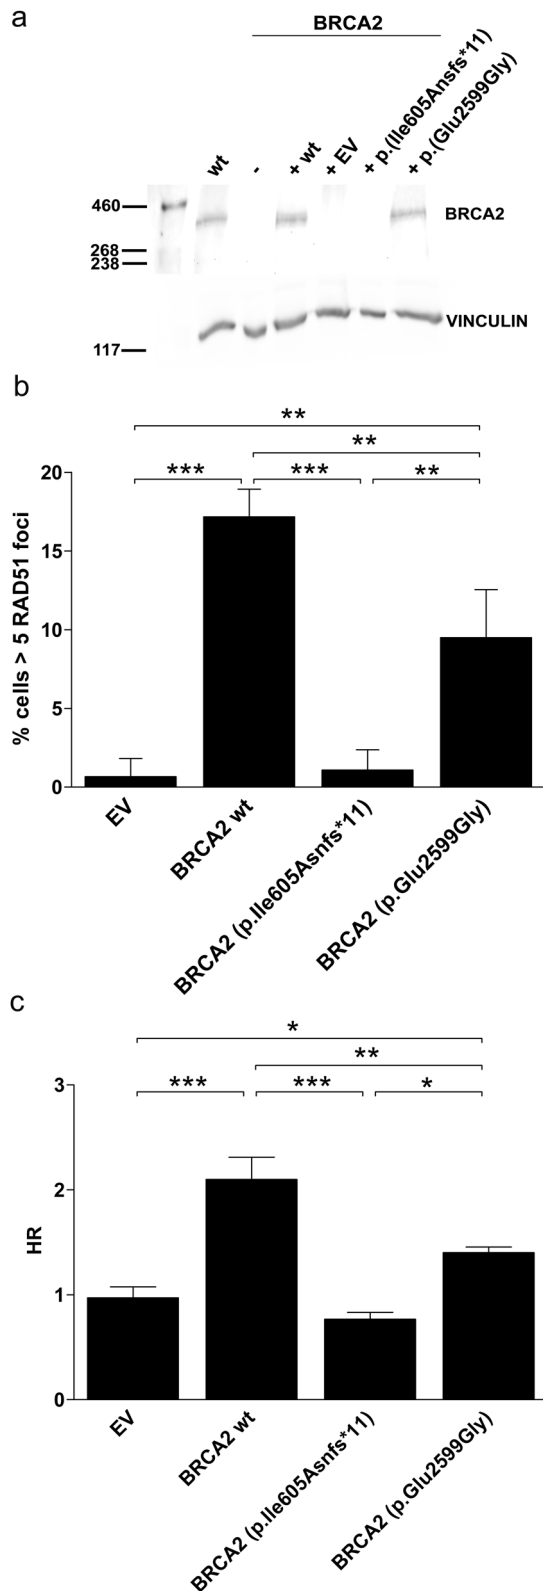 a
BRCA2
wt
-
+ wt
+ EV
+ p.(Ile605Ansfs*11)
+ p.(Glu2599Gly)
460
BRCA2
268
238
VINCULIN
117
b
**
**
*** *** **
20
15
10
5
0
% cells > 5 RAD51 foci
EV
BRCA2 wt
BRCA2 (p.Ile605Asnfs*11)
BRCA2 (p.Glu2599Gly)
c
*
**
*** *** *
3
2
1
0
HR
EV
BRCA2 wt
BRCA2 (p.Ile605Asnfs*11)
BRCA2 (p.Glu2599Gly)